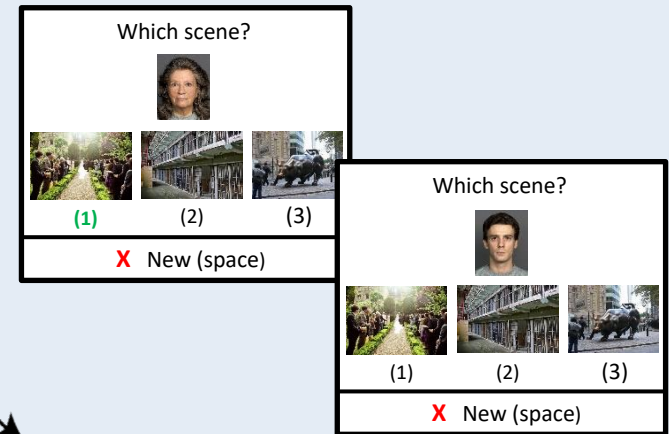 Which scene?
(1) (2) (3)
X New (space)
Which scene?
(1) (2) (3)
X New (space)